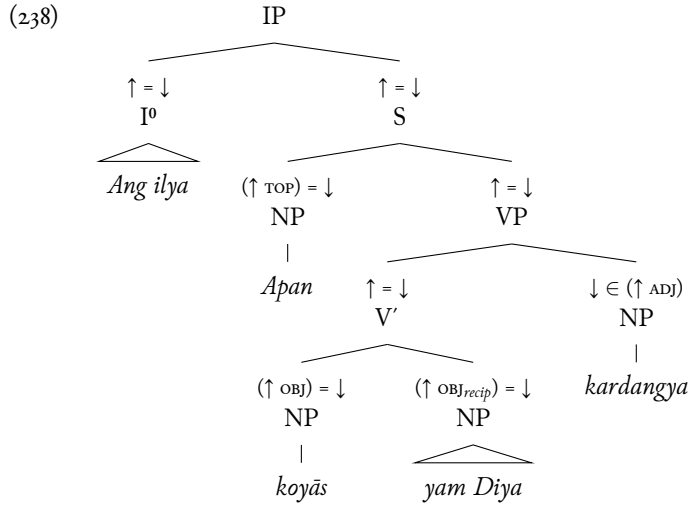 (238) IP
↑ = ↓ ↑ = ↓
I⁰ S
Ang ilya (↑ TOP) = ↓ ↑ = ↓
NP VP
Apan ↑ = ↓ ↓ ∈ (↑ ADJ)
V′ NP
(↑ OBJ) = ↓ (↑ OBJrecip) = ↓ kardangya
NP NP
koyās yam Diya